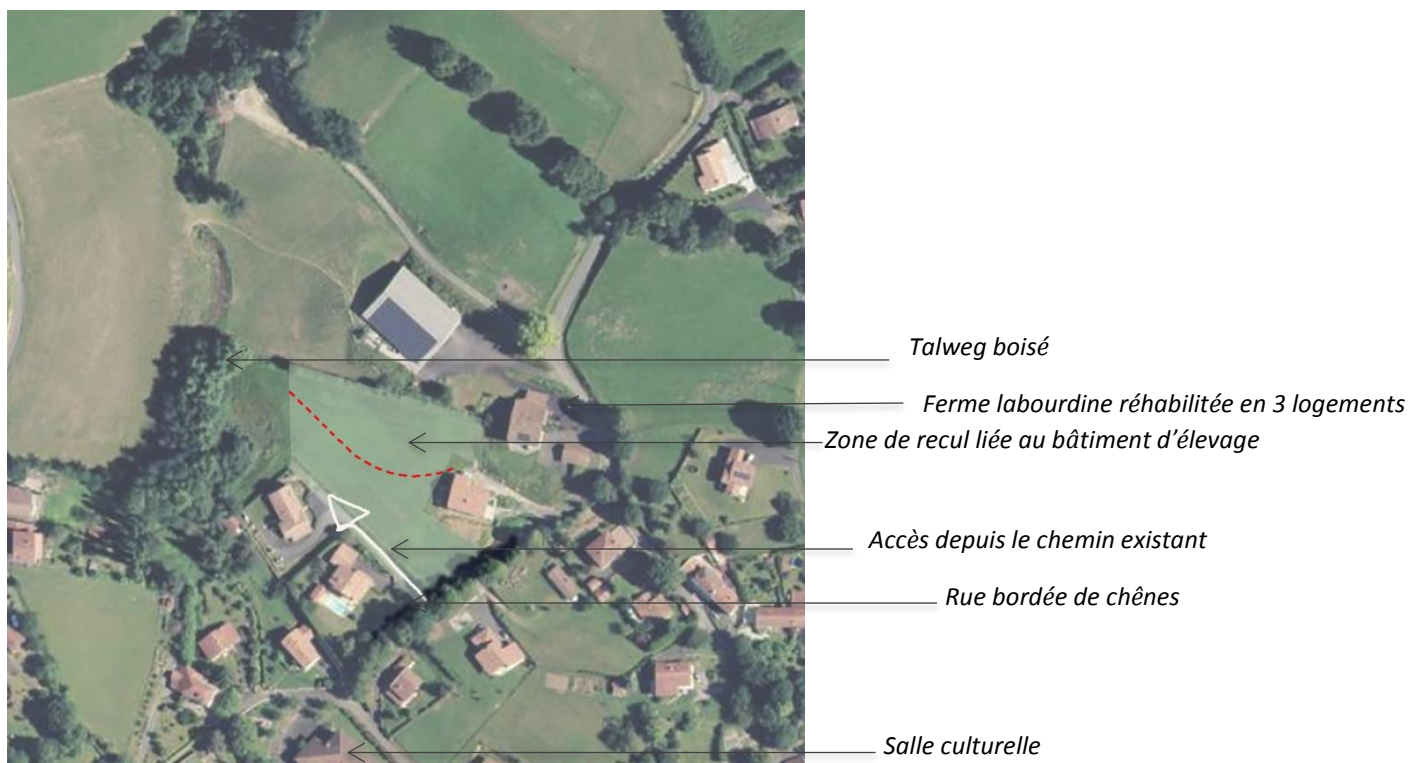 Talweg boisé
Ferme labourdine réhabilitée en 3 logements
Zone de recul liée au bâtiment d’élevage
Accès depuis le chemin existant
Rue bordée de chênes
Salle culturelle